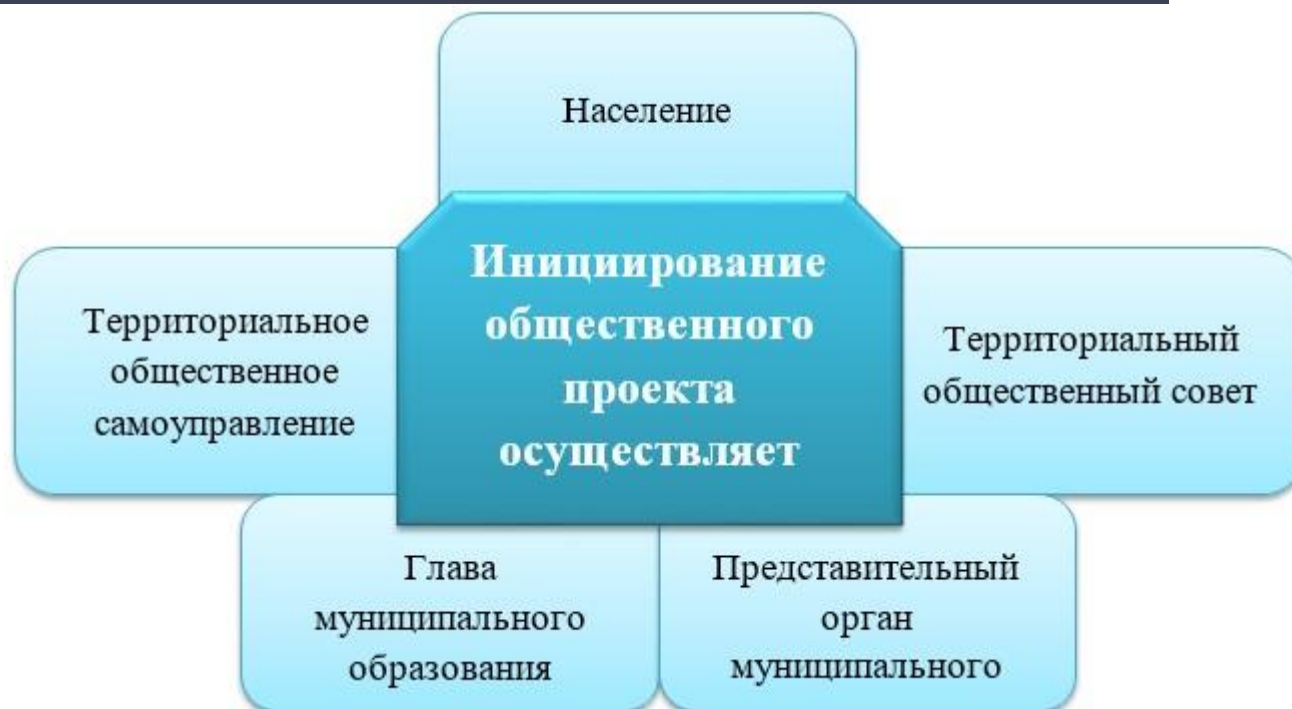 Население
Инициирование
общественного
проекта
осуществляет
Территориальное
общественное
самоуправление
Территориальный
общественный совет
Глава
муниципального
образования
Представительный
орган
муниципального